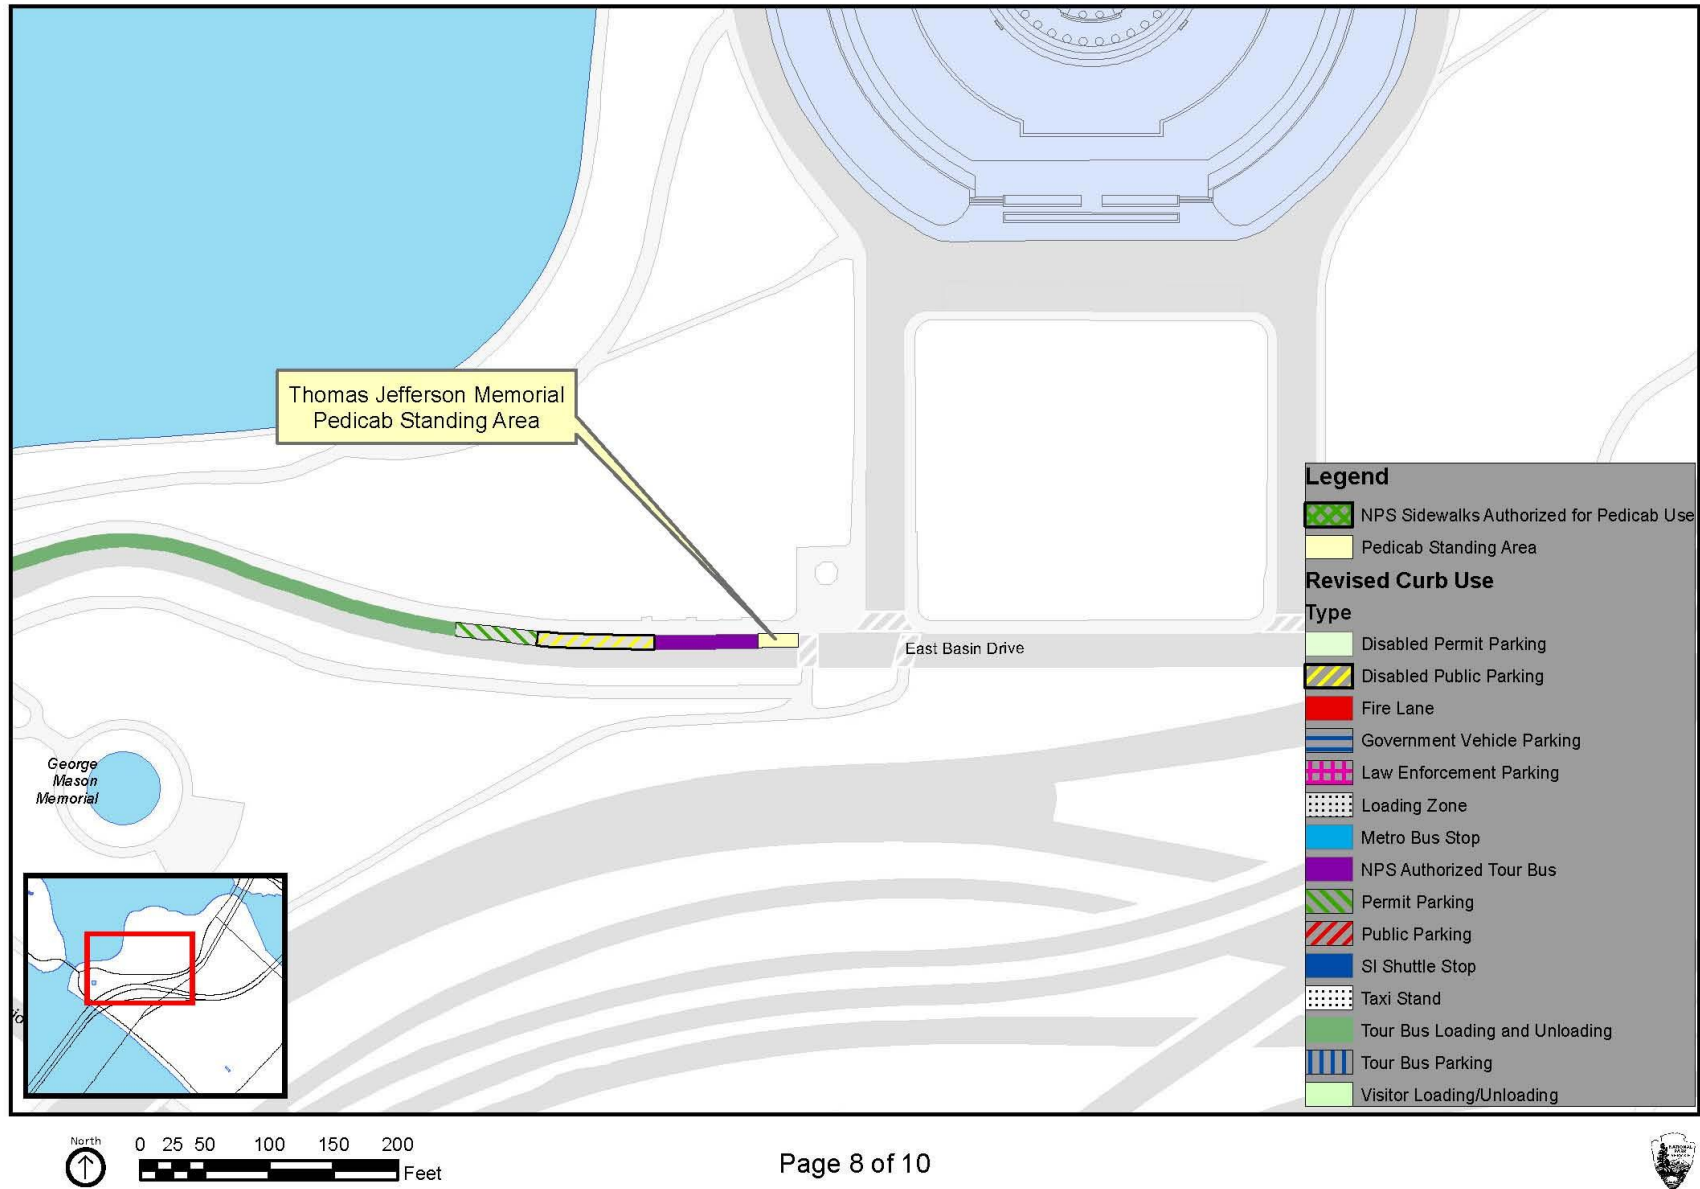 Thomas Jefferson Memorial
Pedicab Standing Area
East Basin Drive
George
Mason
Memorial
Legend
NPS Sidewalks Authorized for Pedicab Use
Pedicab Standing Area
Revised Curb Use
Type
Disabled Permit Parking
Disabled Public Parking
Fire Lane
Government Vehicle Parking
Law Enforcement Parking
Loading Zone
Metro Bus Stop
NPS Authorized Tour Bus
Permit Parking
Public Parking
SI Shuttle Stop
Taxi Stand
Tour Bus Loading and Unloading
Tour Bus Parking
Visitor Loading/Unloading
North
0 25 50 100 150 200
Feet
Page 8 of 10